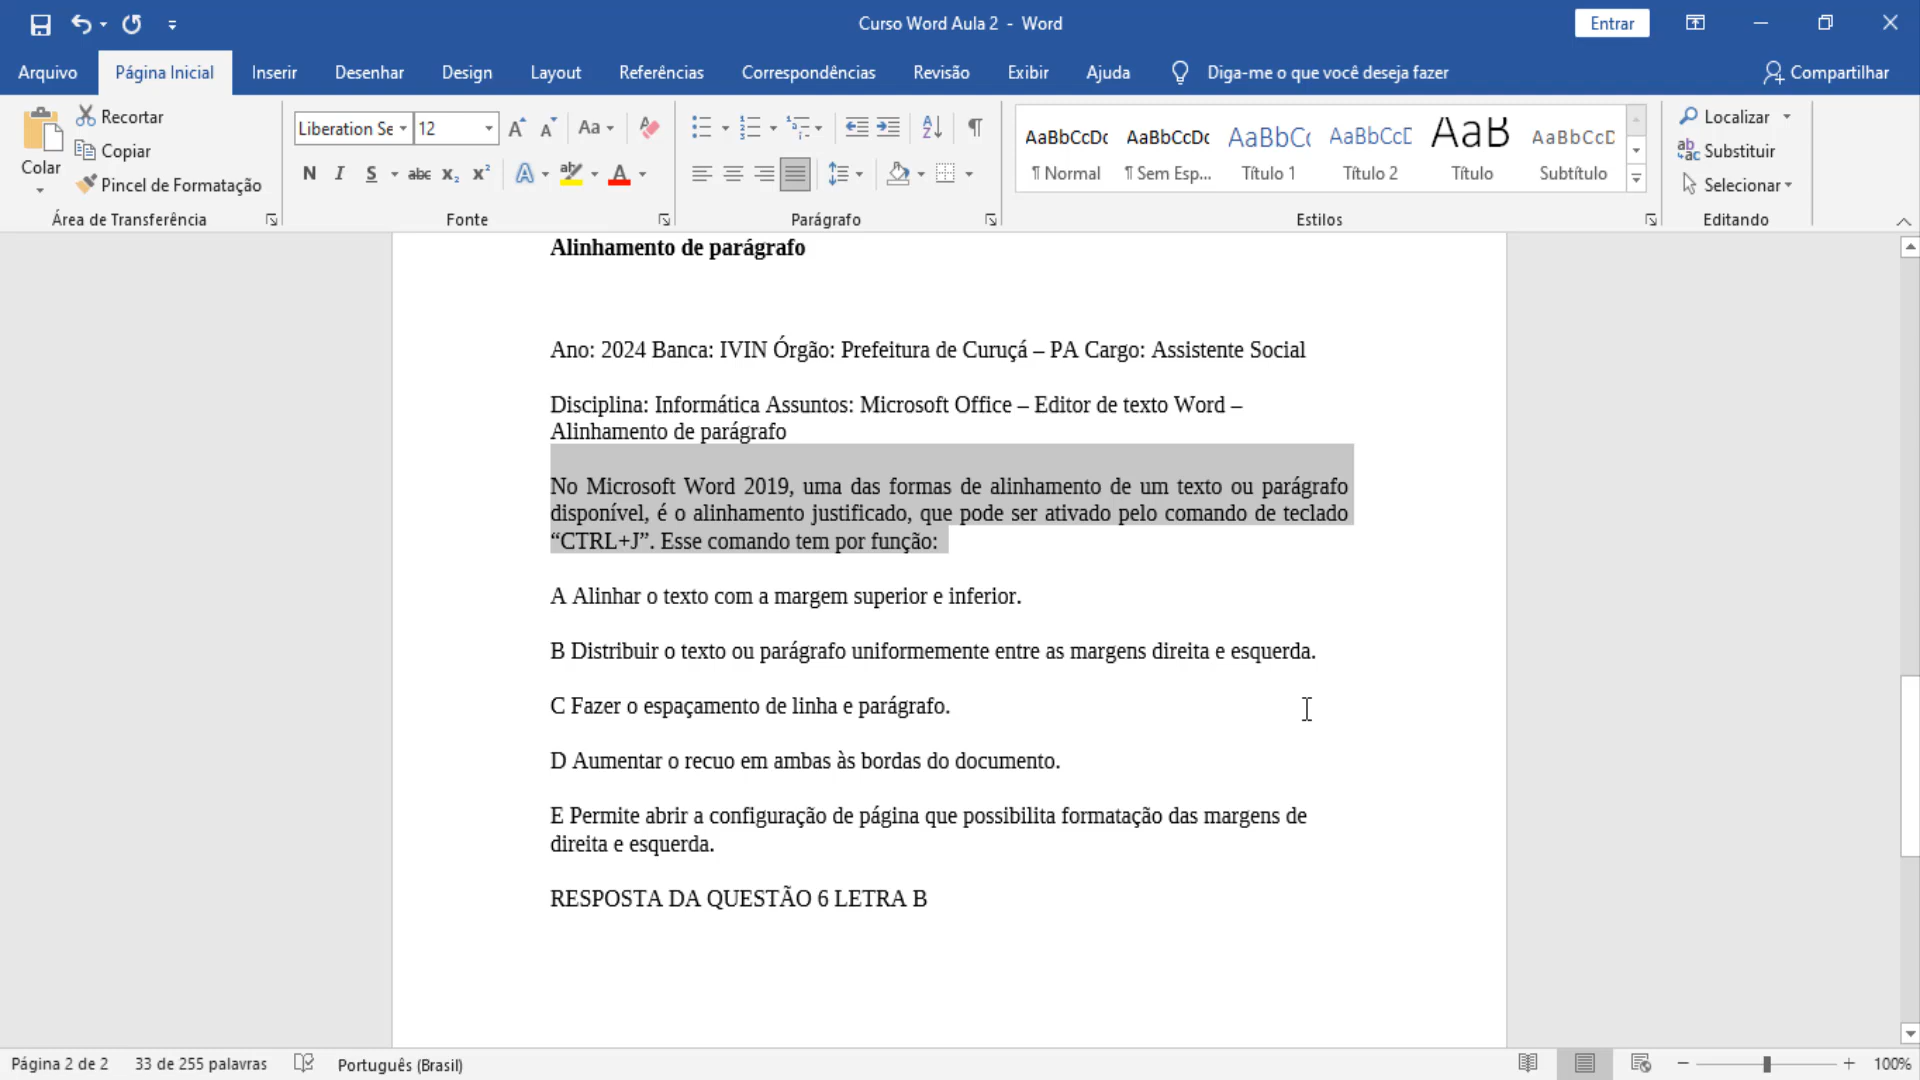 Curso Word Aula 2 - Word
Entrar
Arquivo Página Inicial Inserir Desenhar Design Layout Referências Correspondências Revisão Exibir Ajuda Diga-me o que você deseja fazer Compartilhar
Colar
Recortar
Copiar
Pincel de Formatação
Área de Transferência
Liberation Se 12
Aa
N I S abc x₂ x² A A
Fonte
Parágrafo
AaBbCcDc AaBbCcDc AaBbCc AaBbCcD AaB AaBbCcD
¶ Normal ¶ Sem Esp... Título 1 Título 2 Título Subtítulo
Estilos
Localizar
Substituir
Selecionar
Editando
Alinhamento de parágrafo
Ano: 2024 Banca: IVIN Órgão: Prefeitura de Curuçá – PA Cargo: Assistente Social
Disciplina: Informática Assuntos: Microsoft Office – Editor de texto Word –
Alinhamento de parágrafo
No Microsoft Word 2019, uma das formas de alinhamento de um texto ou parágrafo
disponível, é o alinhamento justificado, que pode ser ativado pelo comando de teclado
“CTRL+J”. Esse comando tem por função:
A Alinhar o texto com a margem superior e inferior.
B Distribuir o texto ou parágrafo uniformemente entre as margens direita e esquerda.
C Fazer o espaçamento de linha e parágrafo.
D Aumentar o recuo em ambas às bordas do documento.
E Permite abrir a configuração de página que possibilita formatação das margens de
direita e esquerda.
RESPOSTA DA QUESTÃO 6 LETRA B
Página 2 de 2 33 de 255 palavras Português (Brasil) 100%